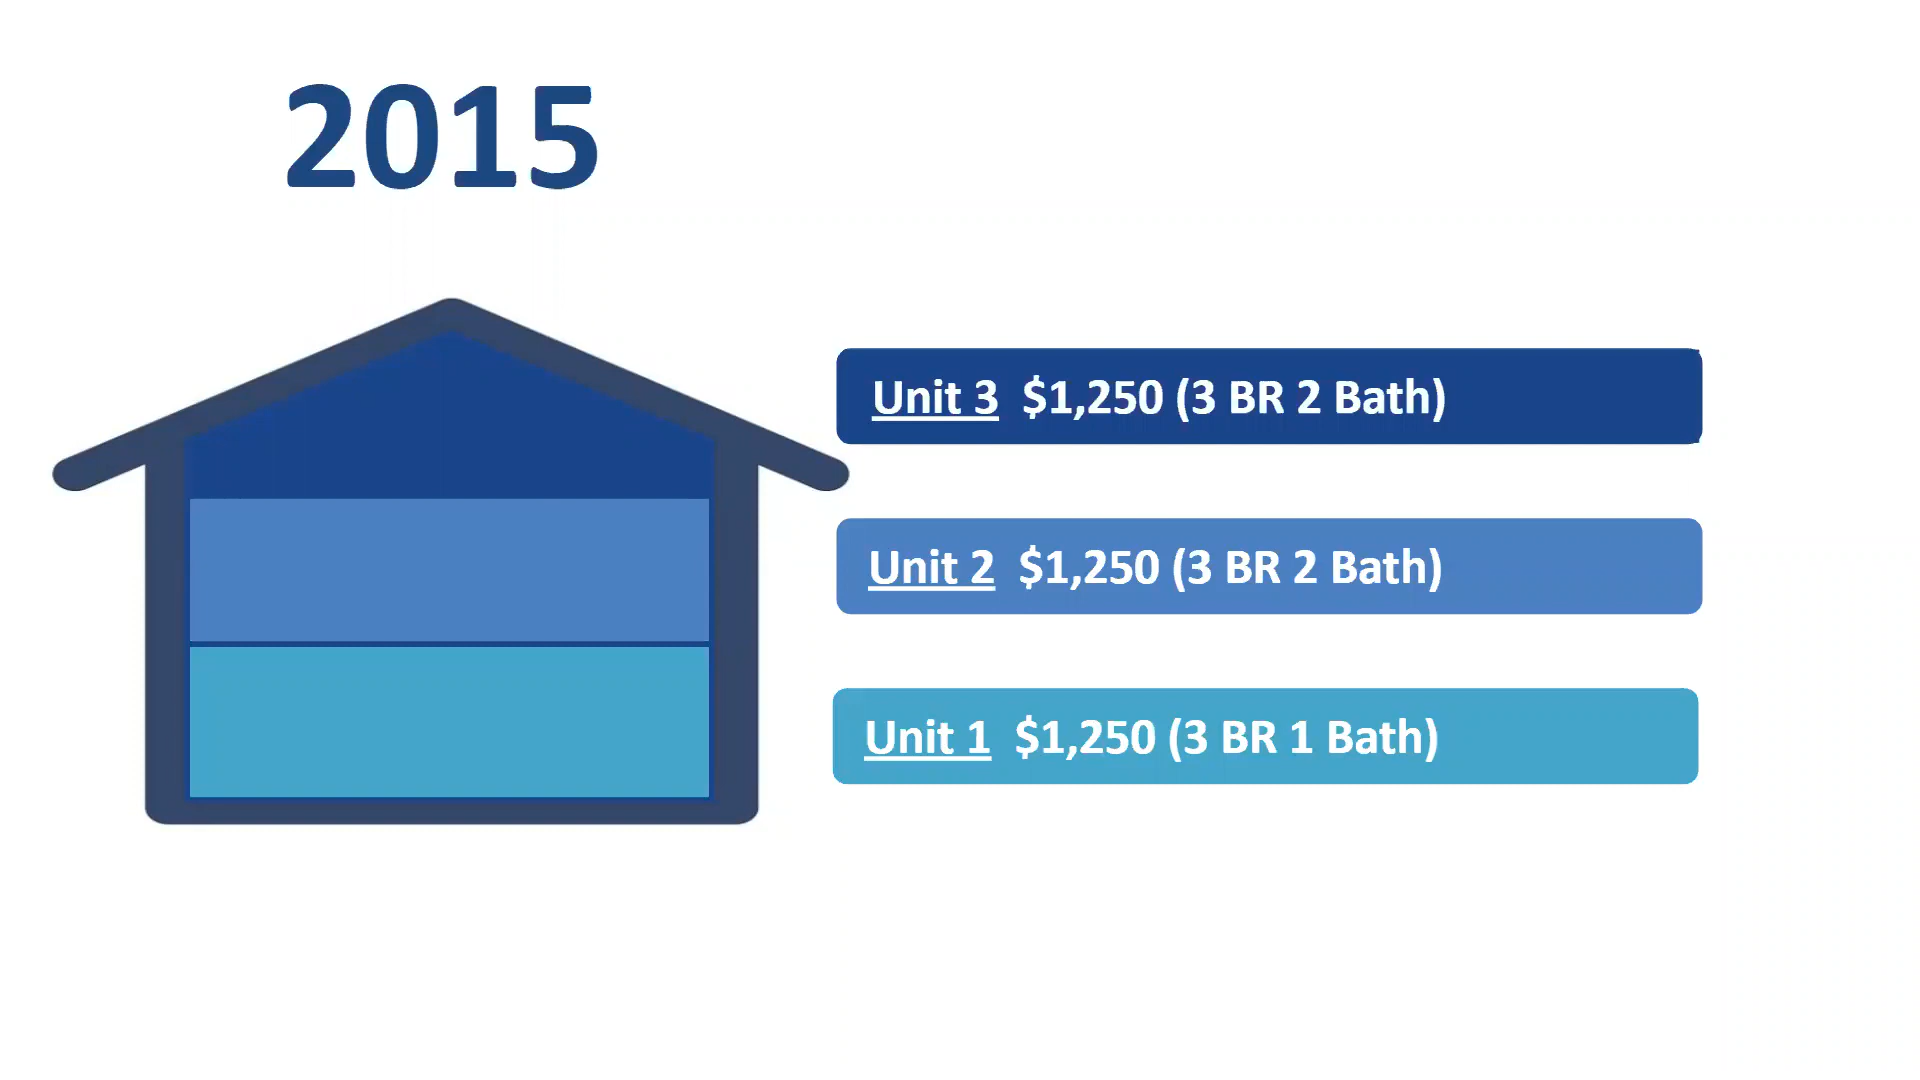 2015
Unit 3 $1,250 (3 BR 2 Bath)
Unit 2 $1,250 (3 BR 2 Bath)
Unit 1 $1,250 (3 BR 1 Bath)